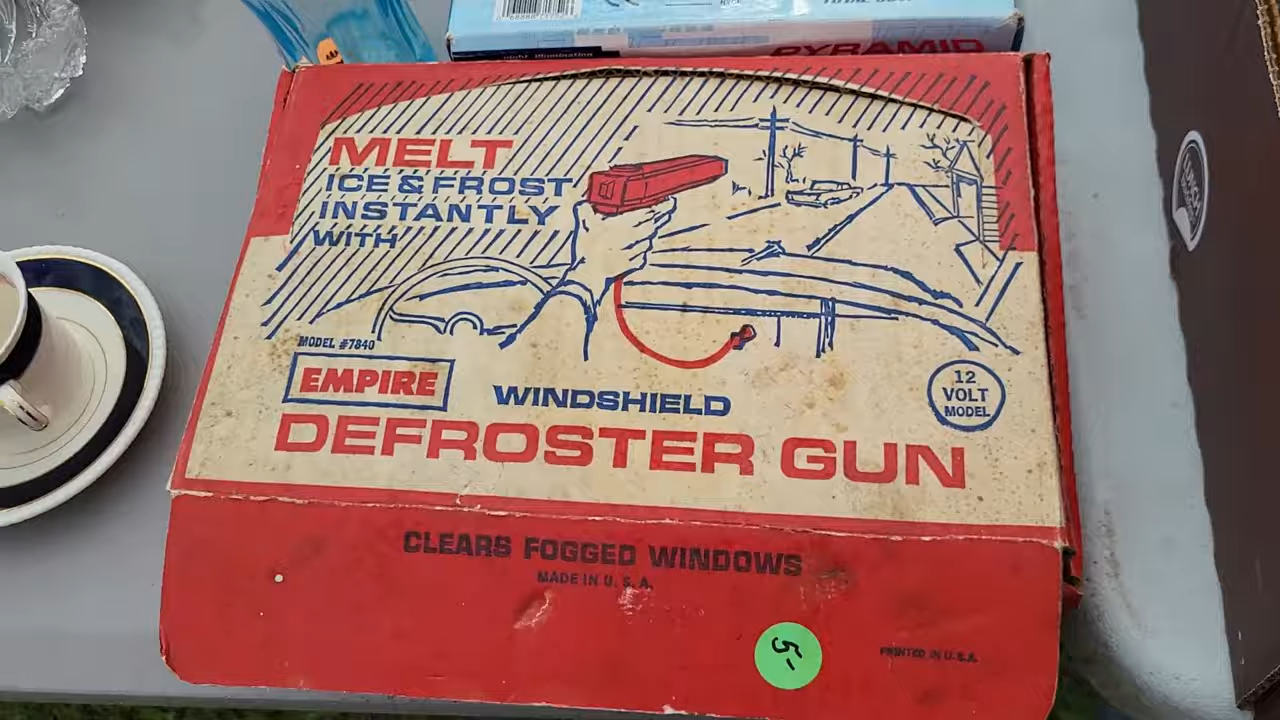 PYRAMID
MELT
ICE & FROST
INSTANTLY
WITH
MODEL #7840
EMPIRE
WINDSHIELD
DEFROSTER GUN
12
VOLT
MODEL
CLEARS FOGGED WINDOWS
MADE IN U. S. A.
5-
PRINTED IN U.S.A.